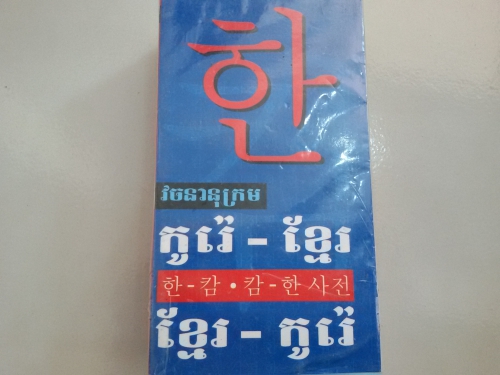 한
វចនានុក្រម
កូរ៉េ - ខ្មែរ
한-캄・캄-한 사전
ខ្មែរ - កូរ៉េ